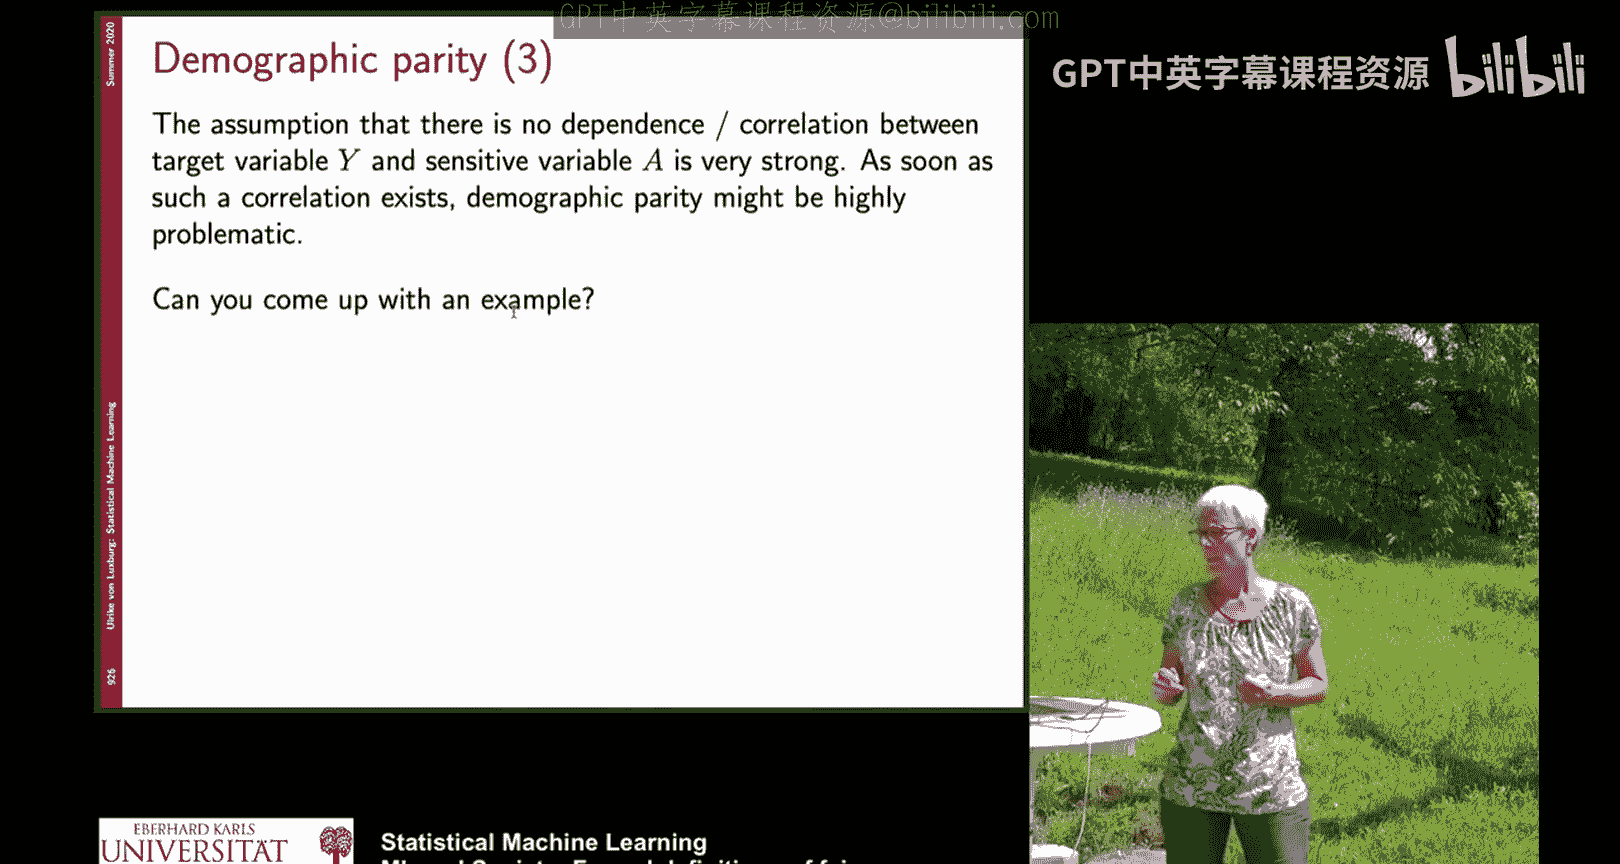 GPT中英字幕课程资源@bilibili.com
GPT中英字幕课程资源 bilibili
Summer 2020
Demographic parity (3)
The assumption that there is no dependence / correlation between
target variable Y and sensitive variable A is very strong. As soon as
such a correlation exists, demographic parity might be highly
problematic.
Can you come up with an example?
Ulrike von Luxburg: Statistical Machine Learning
926
EBERHARD KARLS
UNIVERSITÄT
Statistical Machine Learning